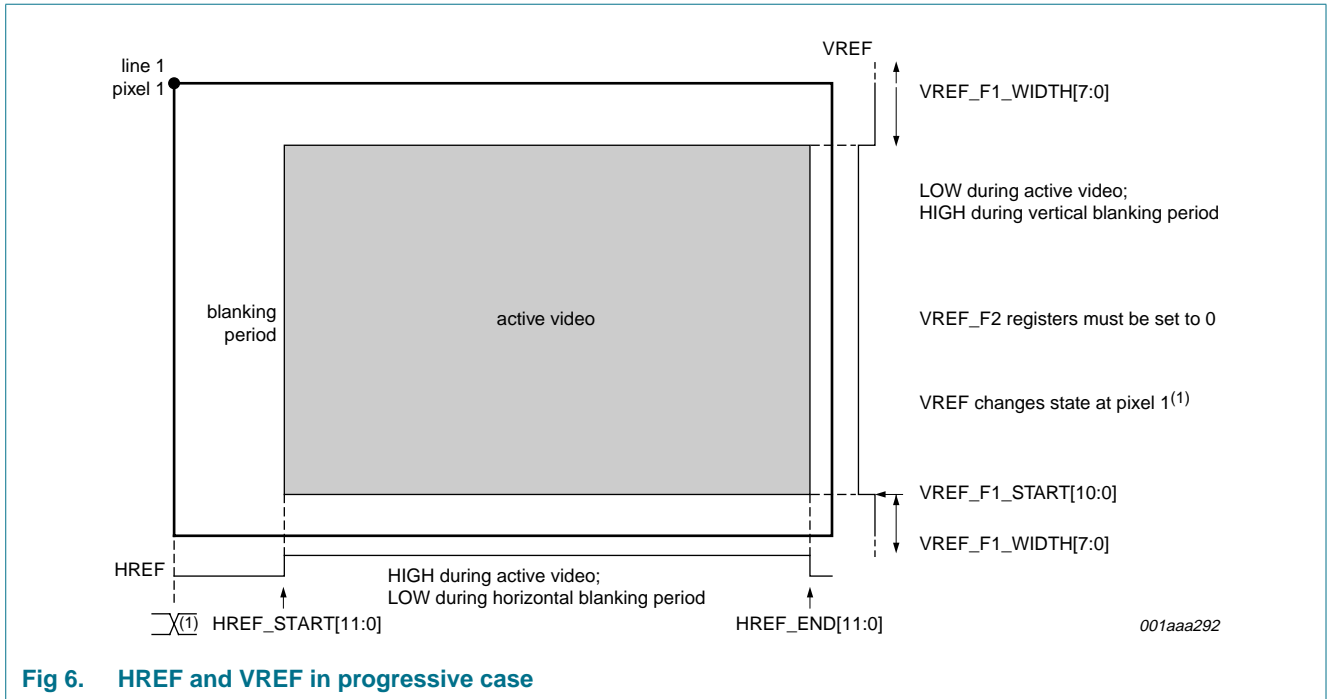 VREF
line 1
pixel 1
VREF_F1_WIDTH[7:0]
LOW during active video;
HIGH during vertical blanking period
blanking
period
active video
VREF_F2 registers must be set to 0
VREF changes state at pixel 1(1)
VREF_F1_START[10:0]
VREF_F1_WIDTH[7:0]
HREF
HIGH during active video;
LOW during horizontal blanking period
(1) HREF_START[11:0]
HREF_END[11:0]
001aaa292
Fig 6. HREF and VREF in progressive case